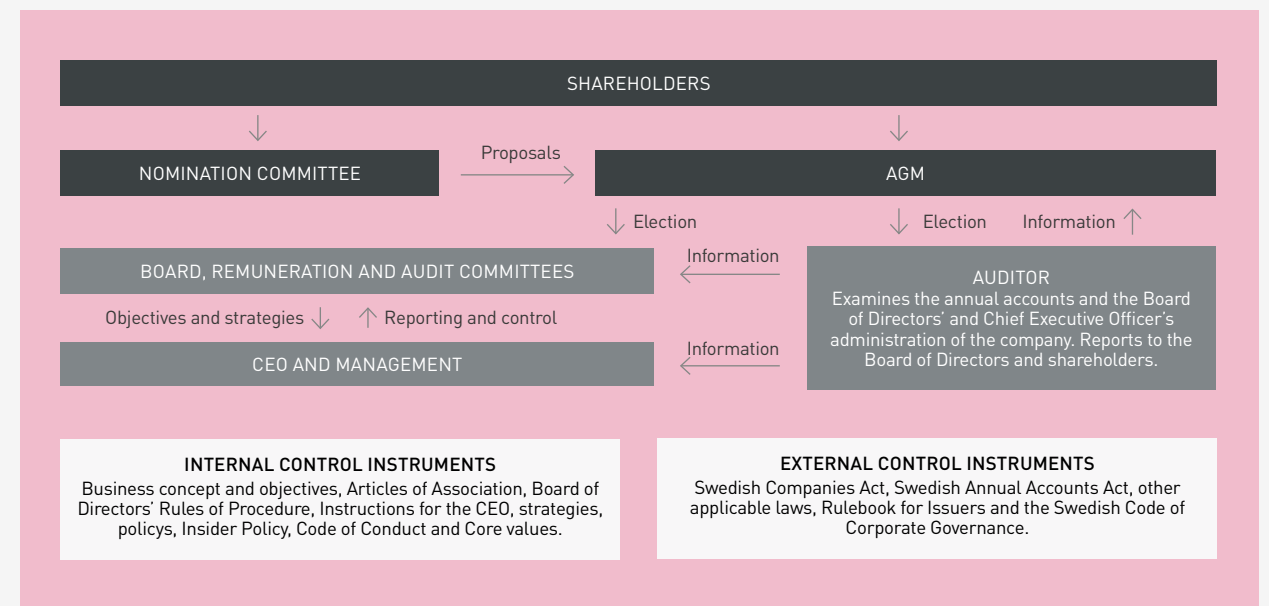 SHAREHOLDERS
NOMINATION COMMITTEE
Proposals
AGM
Election
Election
Information
BOARD, REMUNERATION AND AUDIT COMMITTEES
Information
AUDITOR
Examines the annual accounts and the Board
of Directors’ and Chief Executive Officer’s
administration of the company. Reports to the
Board of Directors and shareholders.
Objectives and strategies
Reporting and control
CEO AND MANAGEMENT
Information
INTERNAL CONTROL INSTRUMENTS
Business concept and objectives, Articles of Association, Board of
Directors’ Rules of Procedure, Instructions for the CEO, strategies,
policys, Insider Policy, Code of Conduct and Core values.
EXTERNAL CONTROL INSTRUMENTS
Swedish Companies Act, Swedish Annual Accounts Act, other
applicable laws, Rulebook for Issuers and the Swedish Code of
Corporate Governance.